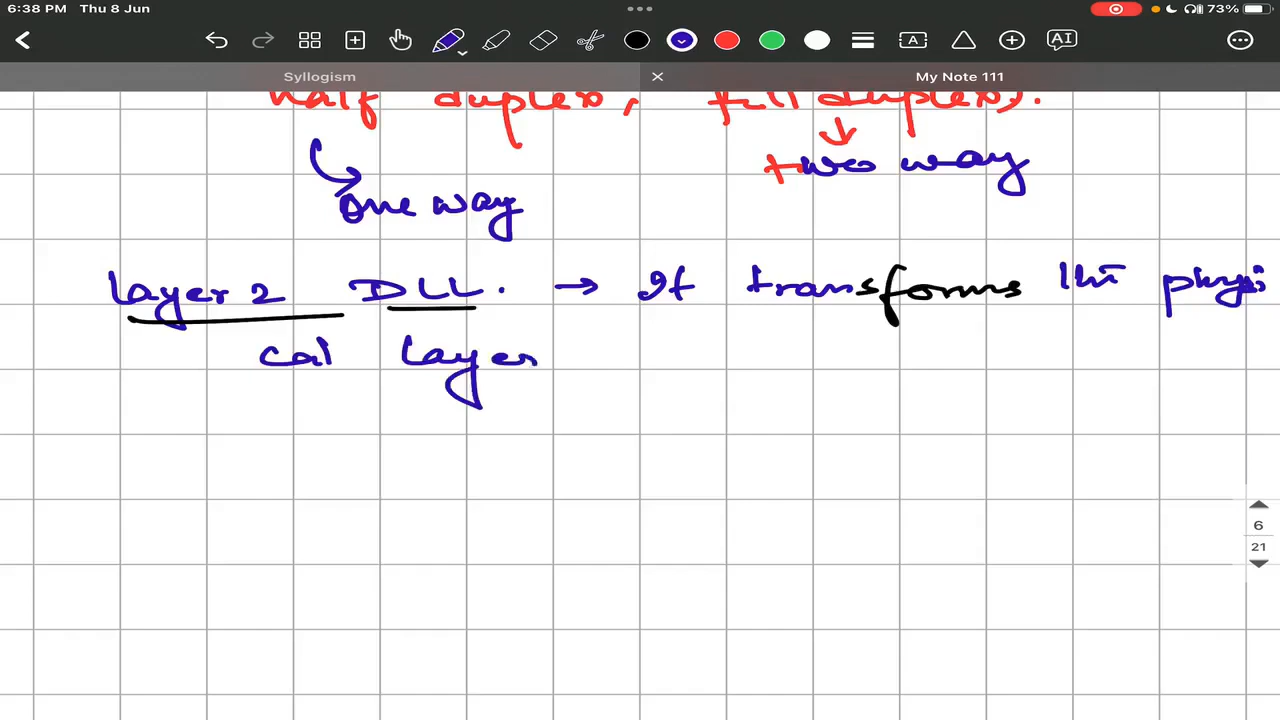 6:38 PM Thu 8 Jun
73%
A
AI
Syllogism
My Note 111
half duplex, full duplex).
two way
one way
Layer 2 DLL. → It transforms the physi
cal layer
6
21